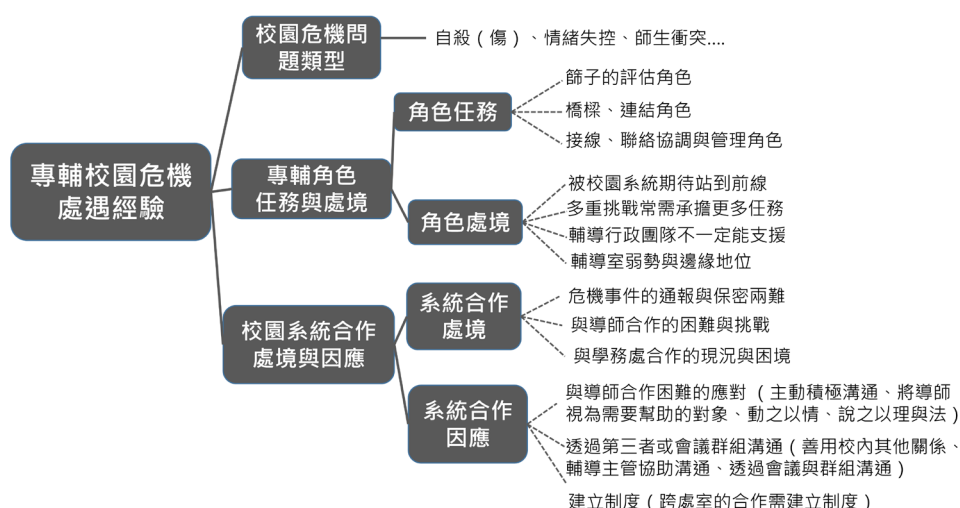 專輔校園危機
處遇經驗
校園危機問
題類型
自殺（傷）、情緒失控、師生衝突....
專輔角色
任務與處境
角色任務
篩子的評估角色
橋樑、連結角色
接線、聯絡協調與管理角色
角色處境
被校園系統期待站到前線
多重挑戰常需承擔更多任務
輔導行政團隊不一定能支援
輔導室弱勢與邊緣地位
校園系統合作
處境與因應
系統合作
處境
危機事件的通報與保密兩難
與導師合作的困難與挑戰
與學務處合作的現況與困境
系統合作
因應
與導師合作困難的應對（主動積極溝通、將導師
視為需要幫助的對象、動之以情、說之以理與法）
透過第三者或會議群組溝通（善用校內其他關係、
輔導主管協助溝通、透過會議與群組溝通）
建立制度（跨處室的合作需建立制度）